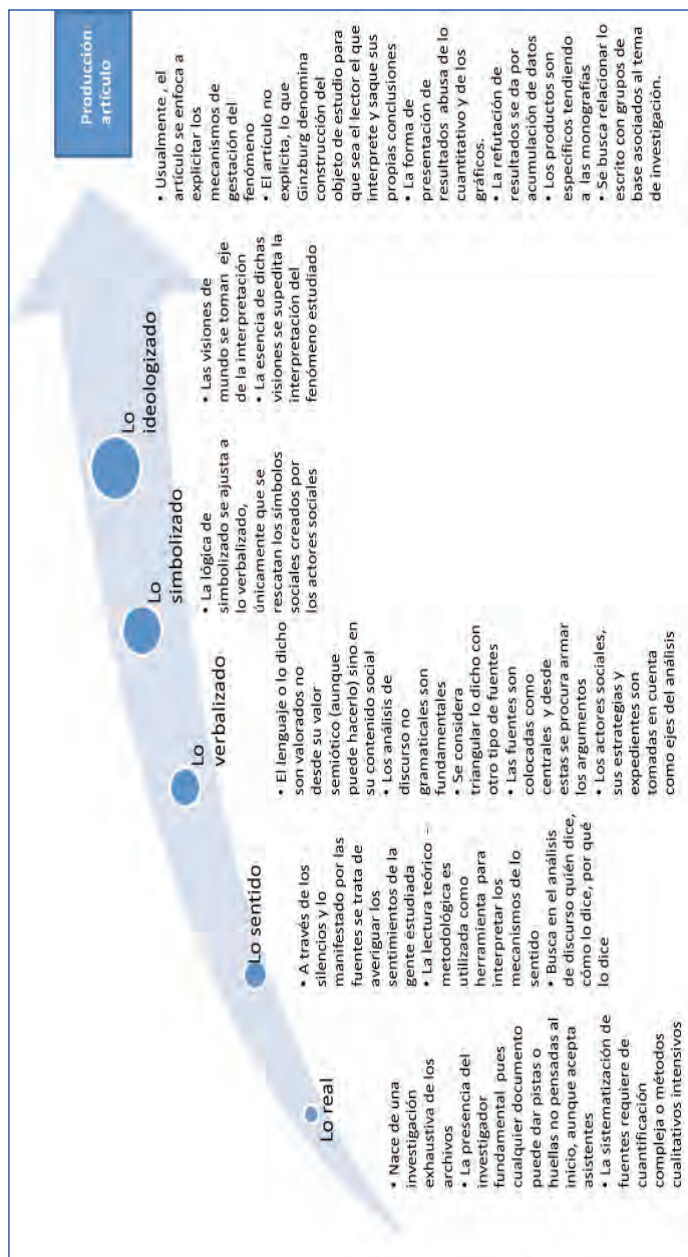 Lo real
• Nace de una
investigación
exhaustiva de los
archivos
• La presencia del
investigador
fundamental pues
cualquier documento
puede dar pistas o
huellas no pensadas al
inicio, aunque acepta
asistentes
• La sistematización de
fuentes requiere de
cuantificación
compleja o métodos
cualitativos intensivos
Lo sentido
• A través de los
silencios y lo
manifestado por las
fuentes se trata de
averiguar los
sentimientos de la
gente estudiada
• La lectura teórico –
metodológica es
utilizada como
herramienta para
interpretar los
mecanismos de lo
sentido
• Busca en el análisis
de discurso quién dice,
cómo lo dice, por qué
lo dice
Lo
verbalizado
• El lenguaje o lo dicho
son valorados no
desde su valor
semiótico (aunque
puede hacerlo) sino en
su contenido social
• Los análisis de
discurso no
gramaticales son
fundamentales
• Se considera
triangular lo dicho con
otro tipo de fuentes
• Las fuentes son
colocadas como
centrales y desde
estas se procura armar
los argumentos
• Los actores sociales,
sus estrategias y
expedientes son
tomadas en cuenta
como ejes del análisis
Lo
simbolizado
• La lógica de
simbolizado se ajusta a
lo verbalizado,
únicamente que se
rescatan los símbolos
sociales creados por
los actores sociales
Lo
ideologizado
• Las visiones de
mundo se toman eje
de la interpretación
• La esencia de dichas
visiones se supedita la
interpretación del
fenómeno estudiado
Producción
artículo
• Usualmente , el
artículo se enfoca a
explicitar los
mecanismos de
gestación del
fenómeno
• El artículo no
explicita, lo que
Ginzburg denomina
construcción del
objeto de estudio para
que sea el lector el que
interprete y saque sus
propias conclusiones
• La forma de
presentación de
resultados abusa de lo
cuantitativo y de los
gráficos.
• La refutación de
resultados se da por
acumulación de datos
• Los productos son
específicos tendiendo
a las monografías
• Se busca relacionar lo
escrito con grupos de
base asociados al tema
de investigación.